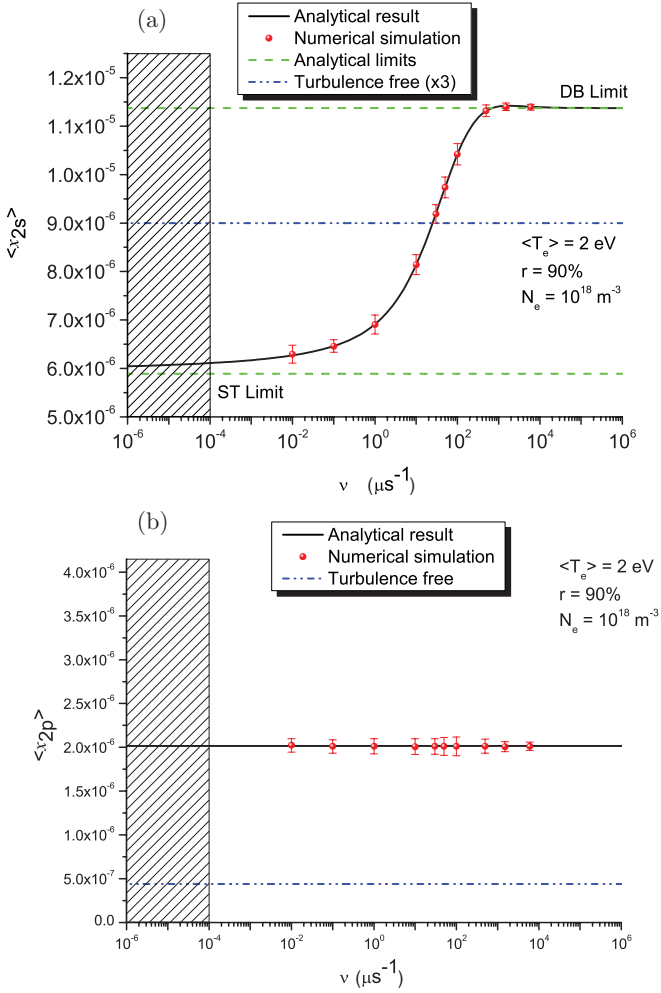 (a)
Analytical result
Numerical simulation
Analytical limits
Turbulence free (x3)
1.2x10⁻⁵
1.1x10⁻⁵
1.0x10⁻⁵
9.0x10⁻⁶
8.0x10⁻⁶
7.0x10⁻⁶
6.0x10⁻⁶
5.0x10⁻⁶
<x₂ₛ>
DB Limit
<Tₑ> = 2 eV
r = 90%
Nₑ = 10¹⁸ m⁻³
ST Limit
10⁻⁶ 10⁻⁴ 10⁻² 10⁰ 10² 10⁴ 10⁶
ν (μs⁻¹)
(b)
Analytical result
Numerical simulation
Turbulence free
<Tₑ> = 2 eV
r = 90%
Nₑ = 10¹⁸ m⁻³
4.0x10⁻⁶
3.5x10⁻⁶
3.0x10⁻⁶
2.5x10⁻⁶
2.0x10⁻⁶
1.5x10⁻⁶
1.0x10⁻⁶
5.0x10⁻⁷
0.0
<x₂ₚ>
10⁻⁶ 10⁻⁴ 10⁻² 10⁰ 10² 10⁴ 10⁶
ν (μs⁻¹)